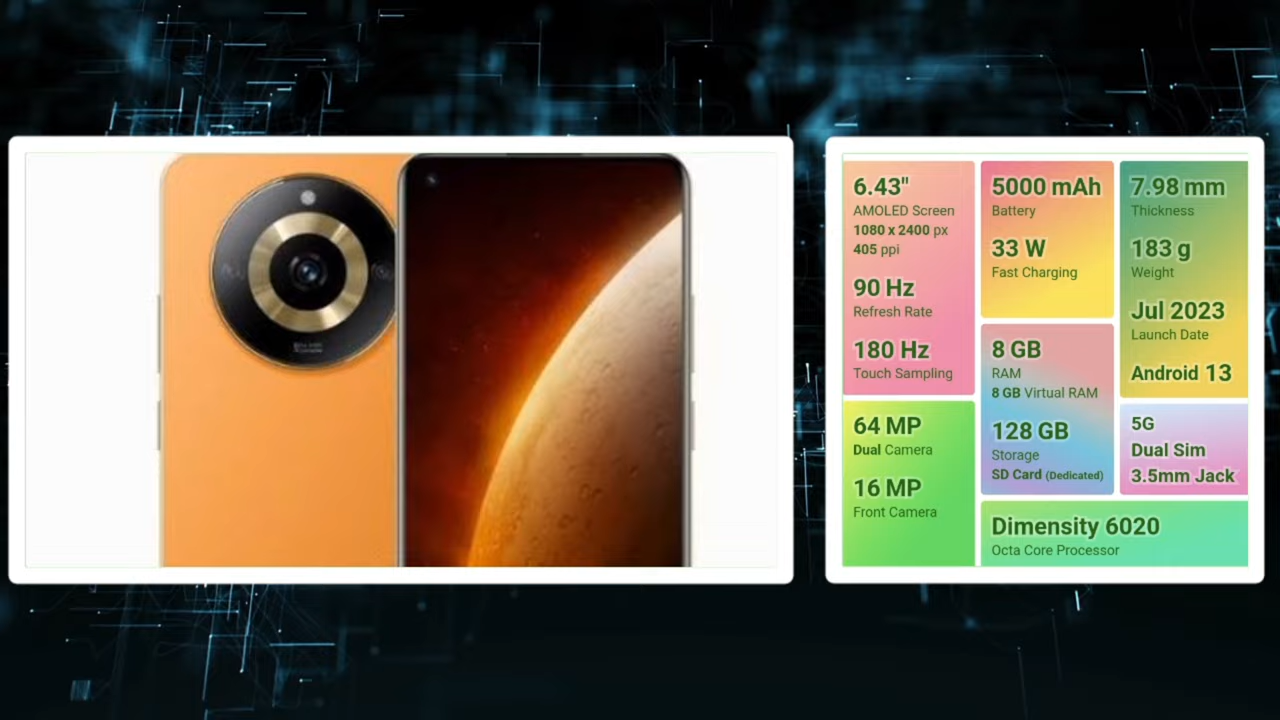 6.43"
AMOLED Screen
1080 x 2400 px
405 ppi
90 Hz
Refresh Rate
180 Hz
Touch Sampling
64 MP
Dual Camera
16 MP
Front Camera
5000 mAh
Battery
33 W
Fast Charging
8 GB
RAM
8 GB Virtual RAM
128 GB
Storage
SD Card (Dedicated)
7.98 mm
Thickness
183 g
Weight
Jul 2023
Launch Date
Android 13
5G
Dual Sim
3.5mm Jack
Dimensity 6020
Octa Core Processor